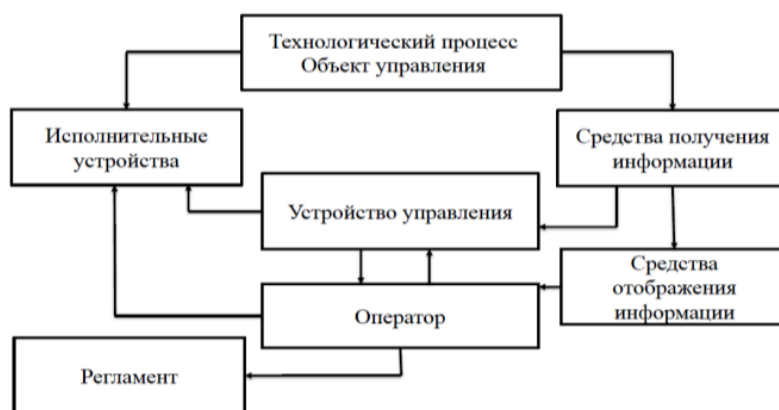 Технологический процесс
Объект управления
Исполнительные
устройства
Средства получения
информации
Устройство управления
Средства
отображения
информации
Оператор
Регламент